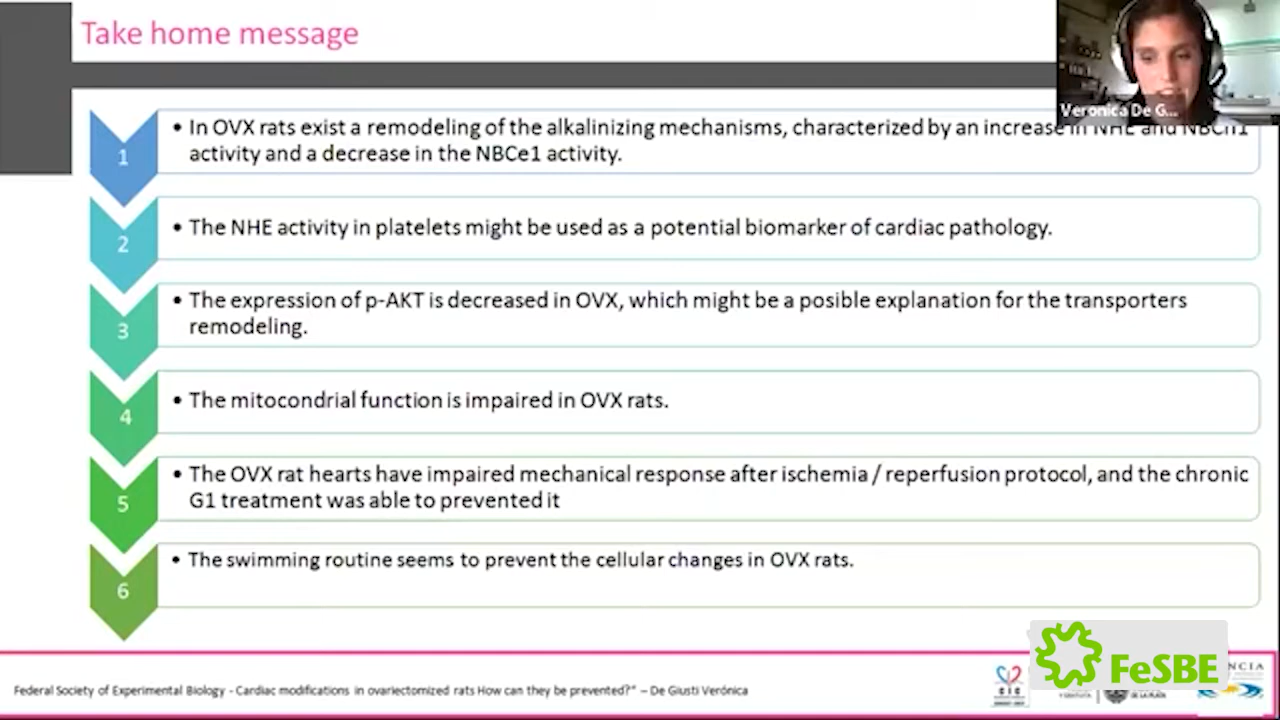 Take home message
Veronica De G...
1
• In OVX rats exist a remodeling of the alkalinizing mechanisms, characterized by an increase in NHE and NBCn1
activity and a decrease in the NBCe1 activity.
2
• The NHE activity in platelets might be used as a potential biomarker of cardiac pathology.
3
• The expression of p-AKT is decreased in OVX, which might be a posible explanation for the transporters
remodeling.
4
• The mitocondrial function is impaired in OVX rats.
5
• The OVX rat hearts have impaired mechanical response after ischemia / reperfusion protocol, and the chronic
G1 treatment was able to prevented it
6
• The swimming routine seems to prevent the cellular changes in OVX rats.
Federal Society of Experimental Biology - Cardiac modifications in ovariectomized rats How can they be prevented?" – De Giusti Verónica
CIC
FeSBE
NCIA
DE LA PLATA